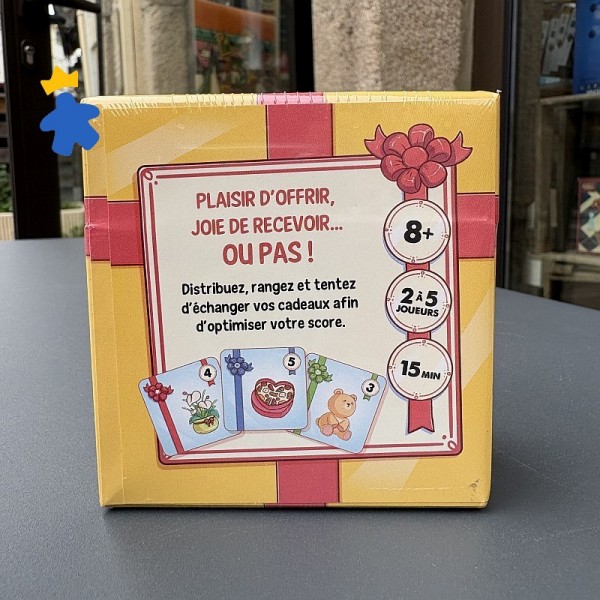 PLAISIR D'OFFRIR,
JOIE DE RECEVOIR...
OU PAS !
Distribuez, rangez et tentez
d'échanger vos cadeaux afin
d'optimiser votre score.
8+
2 À 5
JOUEURS
15 MIN
4
5
3